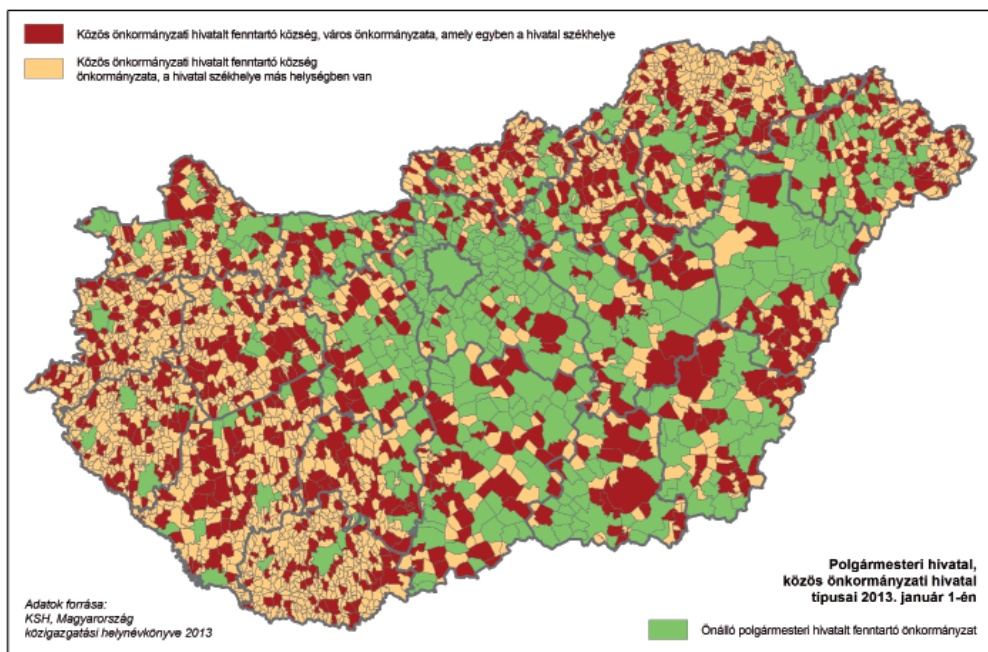 Közös önkormányzati hivatalt fenntartó község, város önkormányzata, amely egyben a hivatal székhelye
Közös önkormányzati hivatalt fenntartó község
önkormányzata, a hivatal székhelye más helységben van
Polgármesteri hivatal,
közös önkormányzati hivatal
típusai 2013. január 1-én
Adatok forrása:
KSH, Magyarország
közigazgatási helynévkönyve 2013
Önálló polgármesteri hivatalt fenntartó önkormányzat